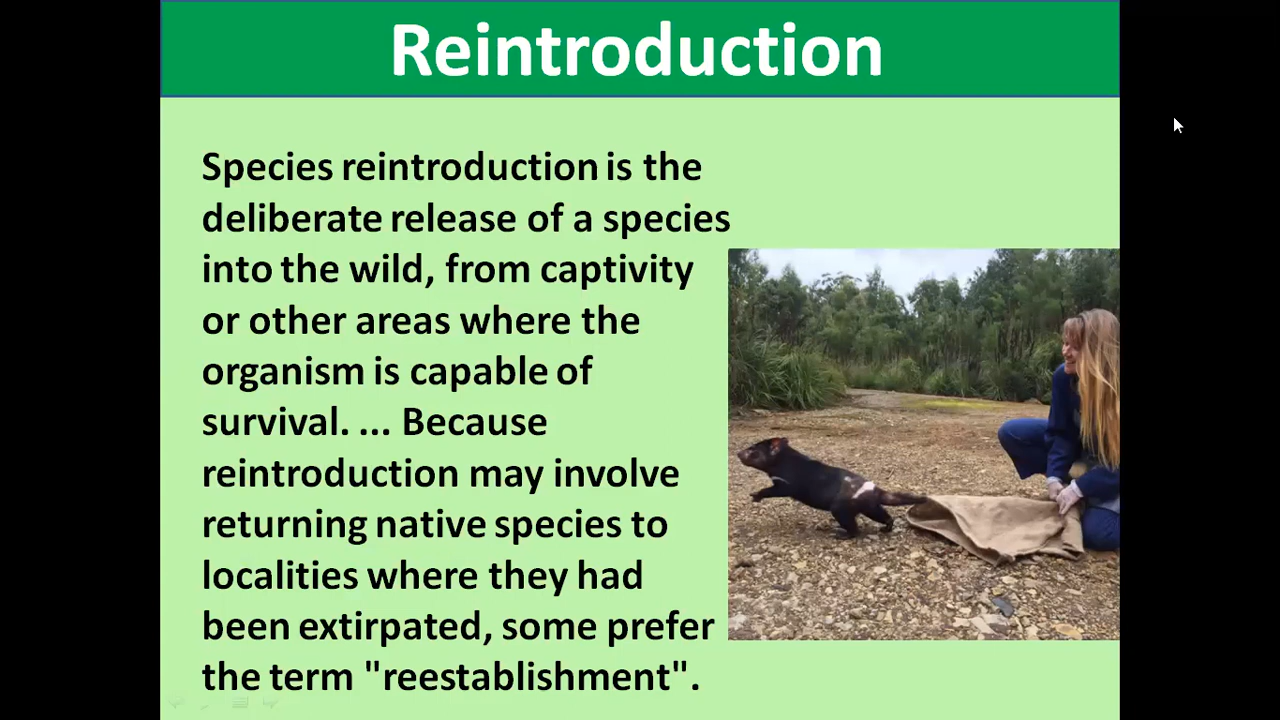 Reintroduction
Species reintroduction is the
deliberate release of a species
into the wild, from captivity
or other areas where the
organism is capable of
survival. ... Because
reintroduction may involve
returning native species to
localities where they had
been extirpated, some prefer
the term "reestablishment".